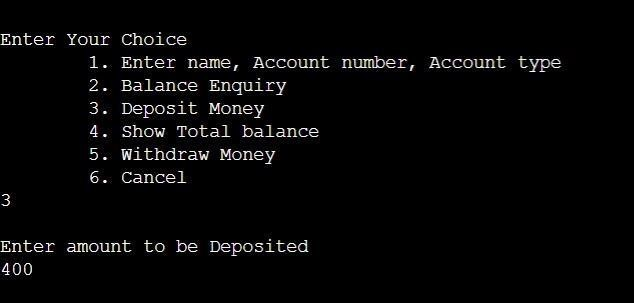 Enter Your Choice
1. Enter name, Account number, Account type
2. Balance Enquiry
3. Deposit Money
4. Show Total balance
5. Withdraw Money
6. Cancel
3
Enter amount to be Deposited
400